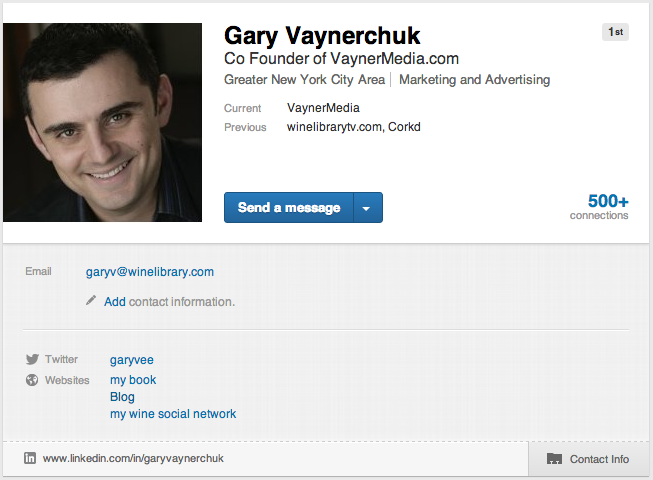 Gary Vaynerchuk
1st
Co Founder of VaynerMedia.com
Greater New York City Area | Marketing and Advertising
Current VaynerMedia
Previous winelibrarytv.com, Corkd
Send a message
500+
connections
Email garyv@winelibrary.com
Add contact information.
Twitter garyvee
Websites my book
Blog
my wine social network
www.linkedin.com/in/garyvaynerchuk Contact Info